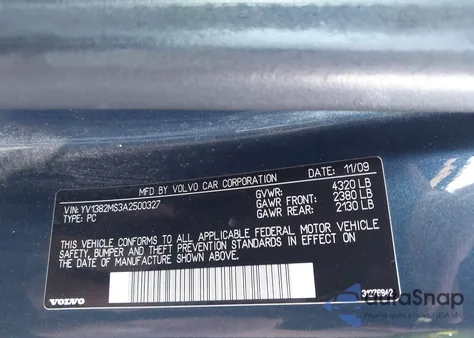 MFD BY VOLVO CAR CORPORATION DATE: 11/09
VIN: YV1382MS3A2500327 GVWR: 4320 LB
TYPE: PC GAWR FRONT: 2380 LB
GAWR REAR: 2130 LB
THIS VEHICLE CONFORMS TO ALL APPLICABLE FEDERAL MOTOR VEHICLE
SAFETY, BUMPER AND THEFT PREVENTION STANDARDS IN EFFECT
ON THE DATE OF MANUFACTURE SHOWN ABOVE.
VOLVO
AutoSnap